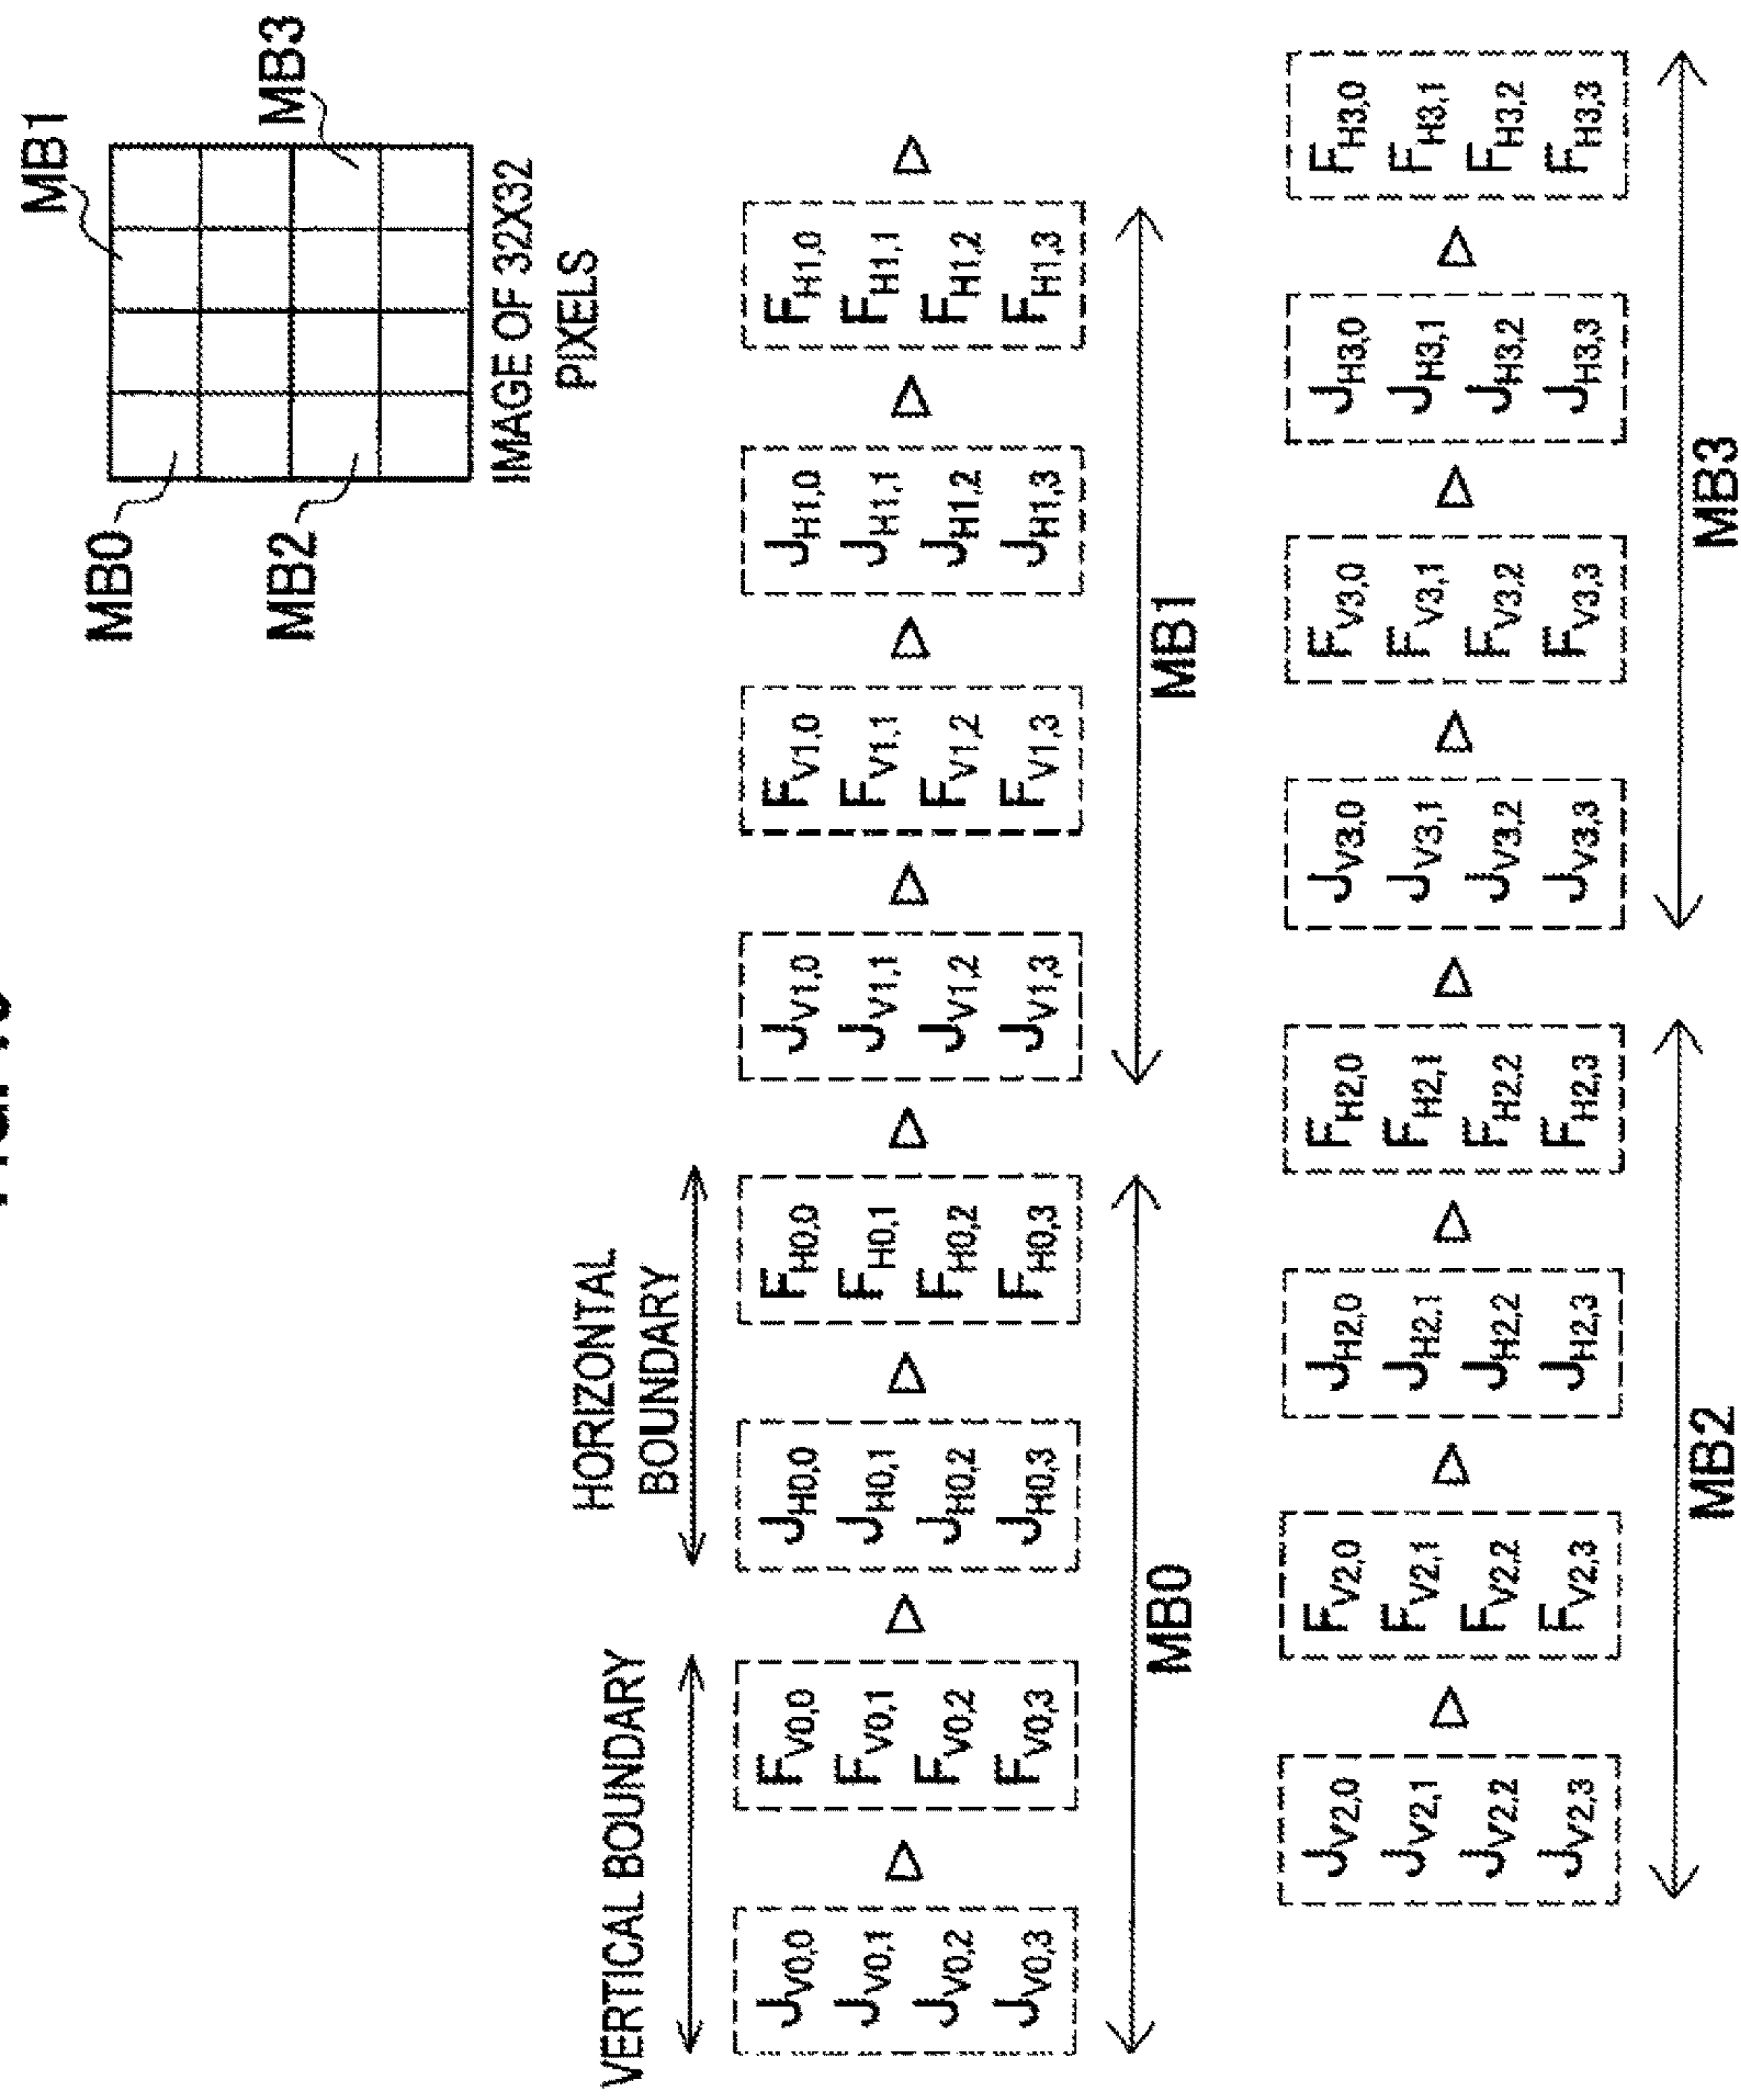 MB0
MB1
MB2
MB3
IMAGE OF 32X32
PIXELS
VERTICAL BOUNDARY
HORIZONTAL
BOUNDARY
JV0,0 FV0,0 JH0,0 FH0,0 JV1,0 FV1,0 JH1,0 FH1,0
JV0,1 FV0,1 JH0,1 FH0,1 JV1,1 FV1,1 JH1,1 FH1,1
JV0,2 FV0,2 JH0,2 FH0,2 JV1,2 FV1,2 JH1,2 FH1,2
JV0,3 FV0,3 JH0,3 FH0,3 JV1,3 FV1,3 JH1,3 FH1,3
MB0 MB1
JV2,0 FV2,0 JH2,0 FH2,0 JV3,0 FV3,0 JH3,0 FH3,0
JV2,1 FV2,1 JH2,1 FH2,1 JV3,1 FV3,1 JH3,1 FH3,1
JV2,2 FV2,2 JH2,2 FH2,2 JV3,2 FV3,2 JH3,2 FH3,2
JV2,3 FV2,3 JH2,3 FH2,3 JV3,3 FV3,3 JH3,3 FH3,3
MB2 MB3